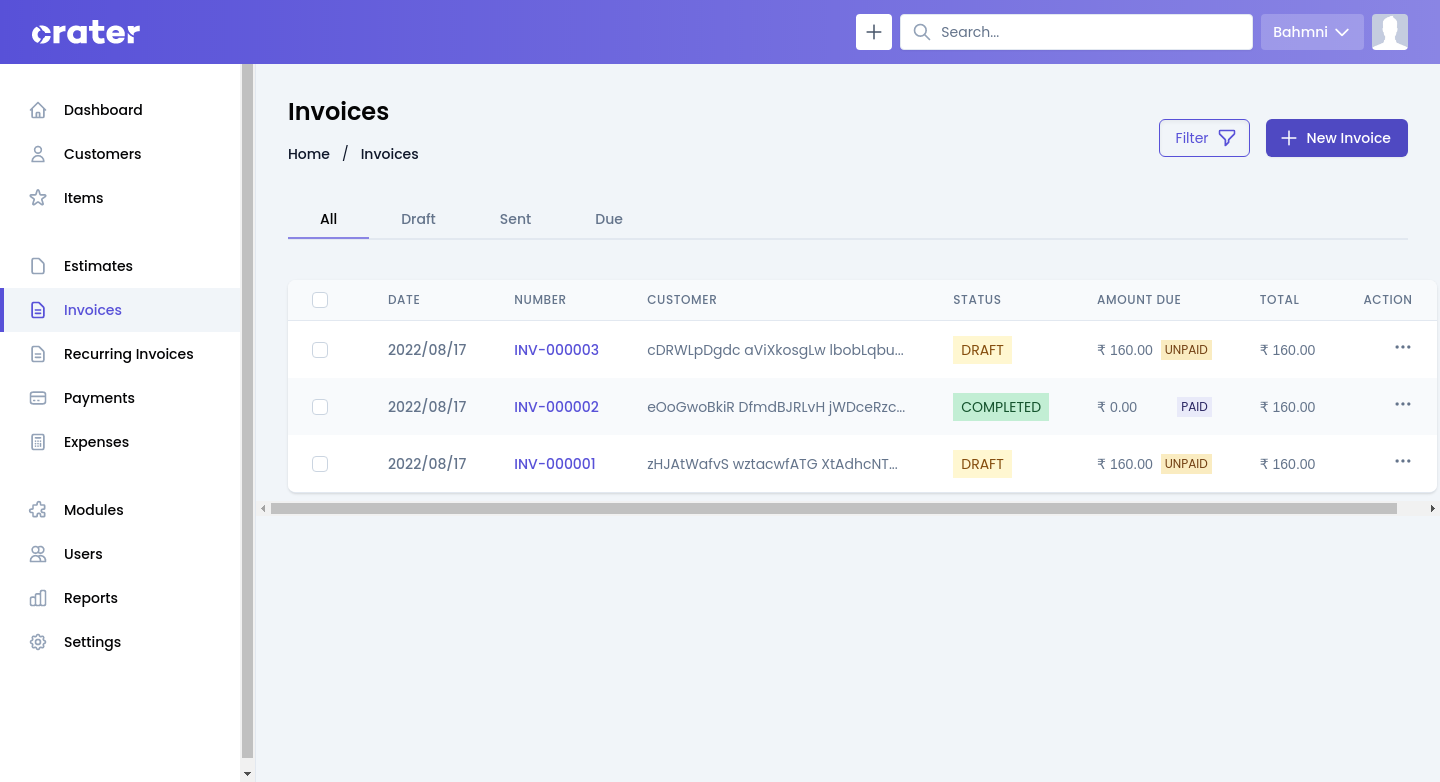 crater
Search...
Bahmni
Dashboard
Customers
Items
Estimates
Invoices
Recurring Invoices
Payments
Expenses
Modules
Users
Reports
Settings
Invoices
Home / Invoices
Filter
New Invoice
All Draft Sent Due
DATE NUMBER CUSTOMER STATUS AMOUNT DUE TOTAL ACTION
2022/08/17 INV-000003 cDRWLpDgdc aViXkosgLw lbobLqbu... DRAFT ₹ 160.00 UNPAID ₹ 160.00
2022/08/17 INV-000002 eOoGwoBkiR DfmdBJRLvH jWDceRzc... COMPLETED ₹ 0.00 PAID ₹ 160.00
2022/08/17 INV-000001 zHJAtWafvS wztacwfATG XtAdhcNT... DRAFT ₹ 160.00 UNPAID ₹ 160.00